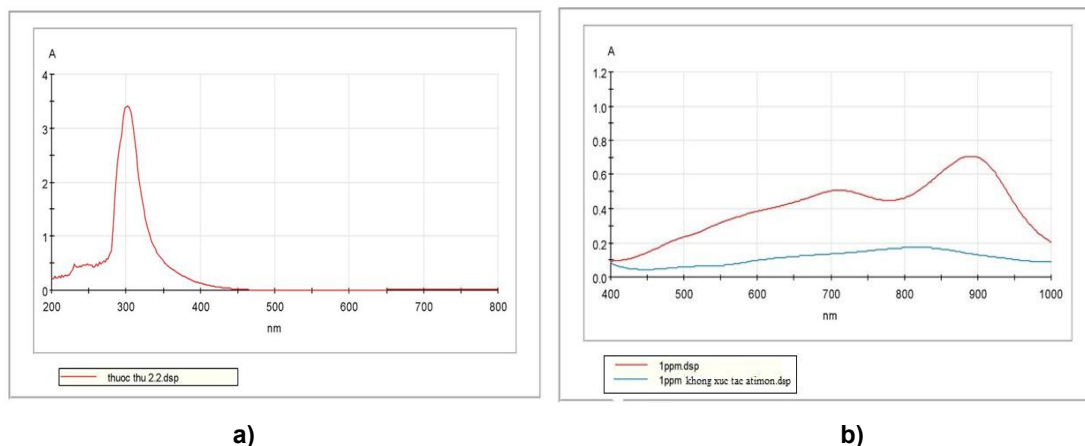 A
4
3
2
1
0
200 300 400 500 600 700 800
nm
thuoc thu 2.2.dsp
a)
A
1.2
1.0
0.8
0.6
0.4
0.2
0.0
400 500 600 700 800 900 1000
nm
1ppm.dsp
1ppm khong xuc tac atimon.dsp
b)